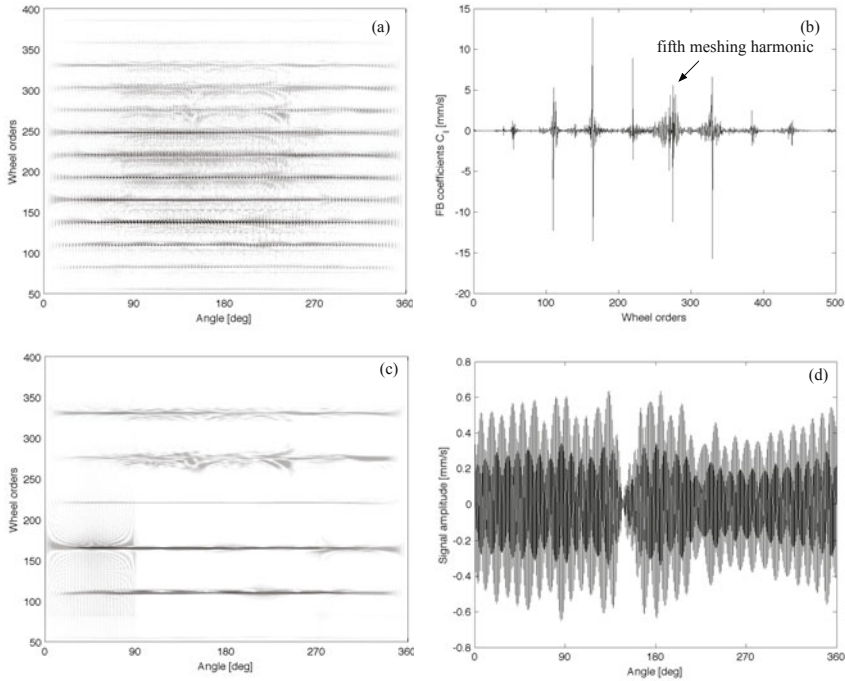 (a)
400
350
300
250
200
150
100
50
Wheel orders
0 90 180 270 360
Angle [deg]
(b)
fifth meshing harmonic
15
10
5
0
-5
-10
-15
-20
FB coefficients C_l [mm/s]
0 100 200 300 400 500
Wheel orders
(c)
400
350
300
250
200
150
100
50
Wheel orders
0 90 180 270 360
Angle [deg]
(d)
0.8
0.6
0.4
0.2
0
-0.2
-0.4
-0.6
-0.8
Signal amplitude [mm/s]
0 90 180 270 360
Angle [deg]